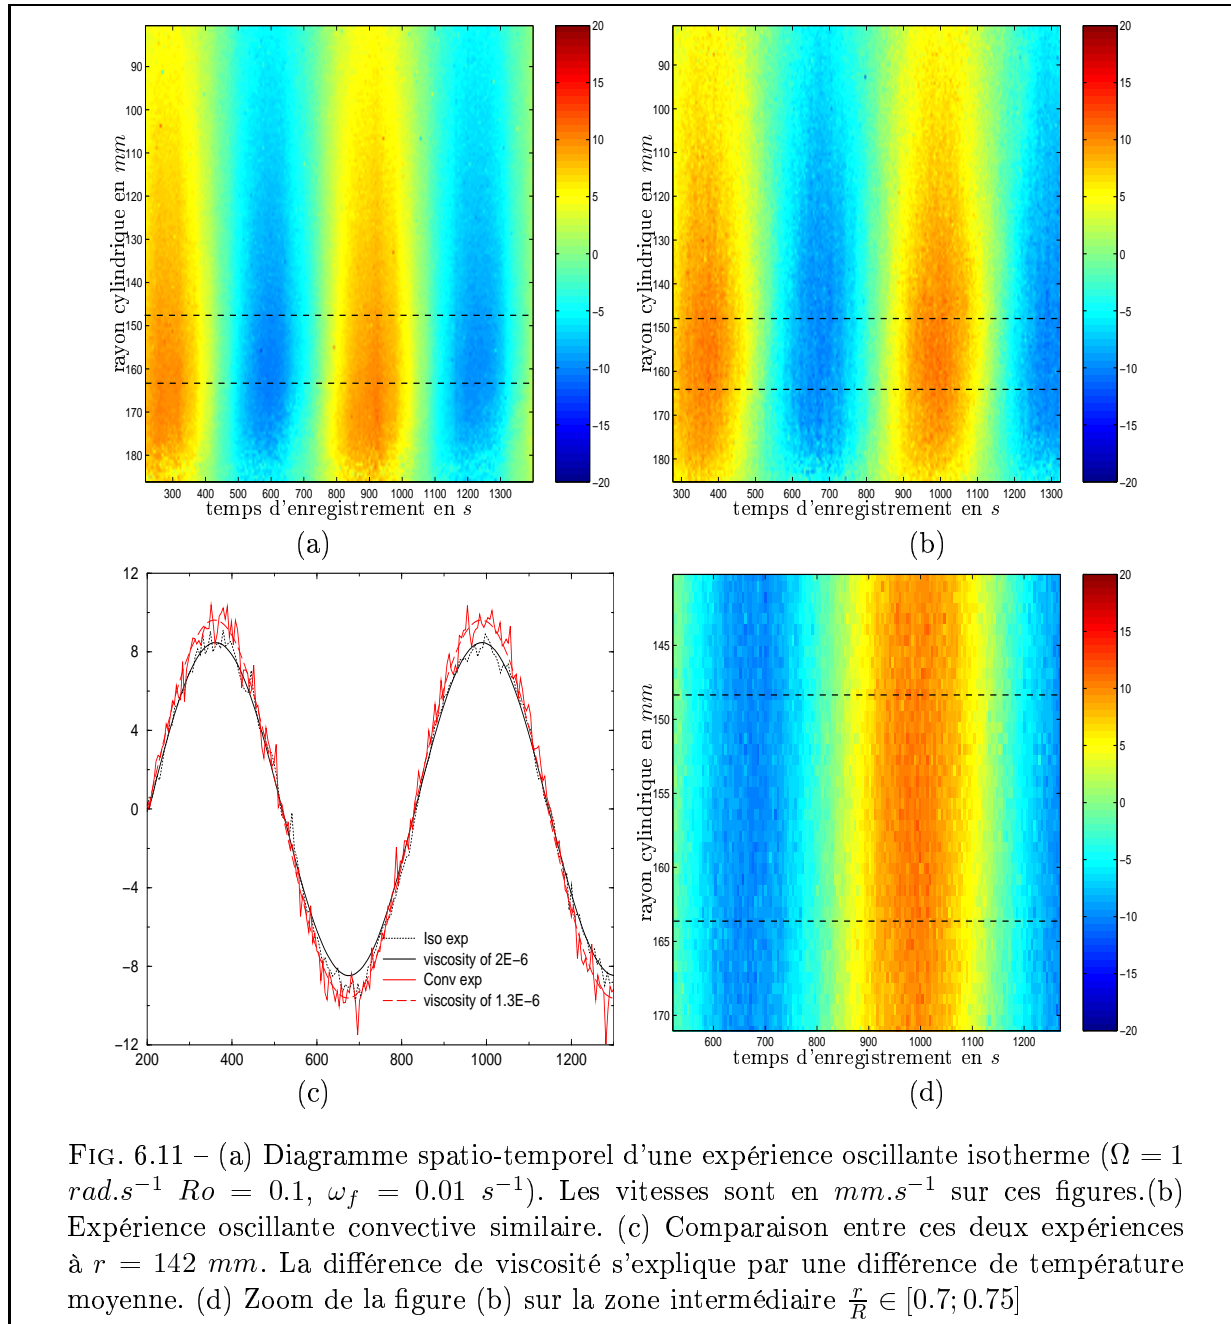 90
100
110
120
130
140
150
160
170
180
rayon cylindrique en mm
300 400 500 600 700 800 900 1000 1100 1200 1300
temps d'enregistrement en s
20
15
10
5
0
−5
−10
−15
−20
(a)
90
100
110
120
130
140
150
160
170
180
rayon cylindrique en mm
300 400 500 600 700 800 900 1000 1100 1200 1300
temps d'enregistrement en s
20
15
10
5
0
−5
−10
−15
−20
(b)
12
8
4
0
−4
−8
−12
200 400 600 800 1000 1200
Iso exp
viscosity of 2E−6
Conv exp
viscosity of 1.3E−6
(c)
145
150
155
160
165
170
rayon cylindrique en mm
600 700 800 900 1000 1100 1200
temps d'enregistrement en s
20
15
10
5
0
−5
−10
−15
−20
(d)
FIG. 6.11 – (a) Diagramme spatio-temporel d'une expérience oscillante isotherme (Ω = 1
rad.s⁻¹ Ro = 0.1, ω_f = 0.01 s⁻¹). Les vitesses sont en mm.s⁻¹ sur ces figures.(b)
Expérience oscillante convective similaire. (c) Comparaison entre ces deux expériences
à r = 142 mm. La différence de viscosité s'explique par une différence de température
moyenne. (d) Zoom de la figure (b) sur la zone intermédiaire r/R ∈ [0.7; 0.75]